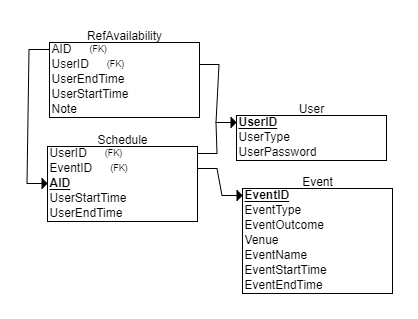 RefAvailability
AID (FK)
UserID (FK)
UserEndTime
UserStartTime
Note
User
UserID
UserType
UserPassword
Schedule
UserID (FK)
EventID (FK)
AID
UserStartTime
UserEndTime
Event
EventID
EventType
EventOutcome
Venue
EventName
EventStartTime
EventEndTime